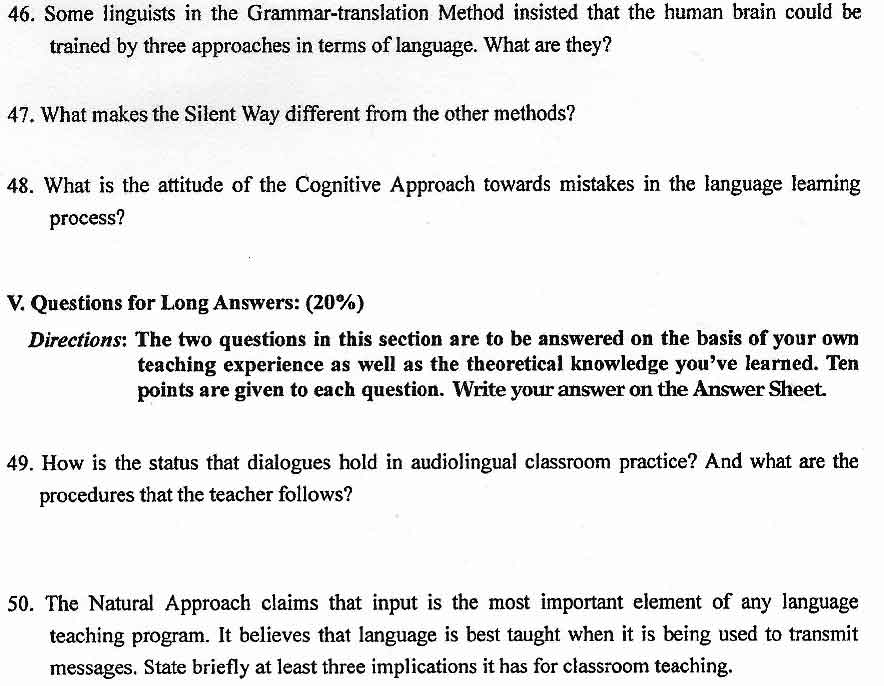 46. Some linguists in the Grammar-translation Method insisted that the human brain could be
trained by three approaches in terms of language. What are they?
47. What makes the Silent Way different from the other methods?
48. What is the attitude of the Cognitive Approach towards mistakes in the language learning
process?
V. Questions for Long Answers: (20%)
Directions: The two questions in this section are to be answered on the basis of your own
teaching experience as well as the theoretical knowledge you've learned. Ten
points are given to each question. Write your answer on the Answer Sheet.
49. How is the status that dialogues hold in audiolingual classroom practice? And what are the
procedures that the teacher follows?
50. The Natural Approach claims that input is the most important element of any language
teaching program. It believes that language is best taught when it is being used to transmit
messages. State briefly at least three implications it has for classroom teaching.